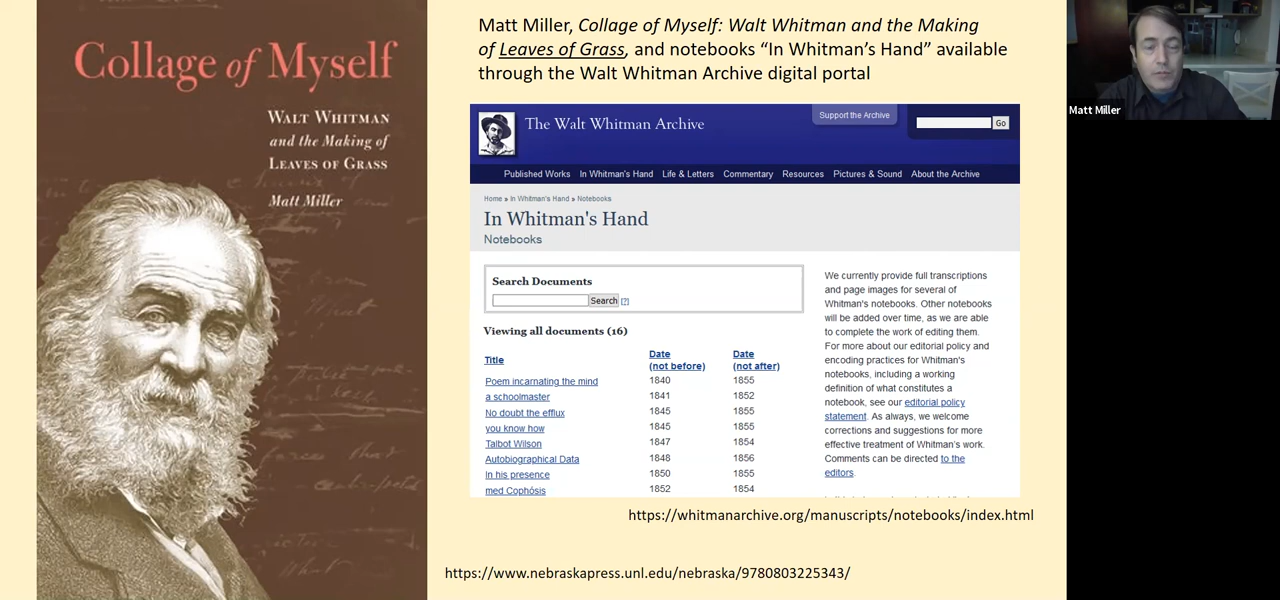 Collage of Myself
WALT WHITMAN
and the Making of
LEAVES OF GRASS
Matt Miller
Matt Miller, Collage of Myself: Walt Whitman and the Making
of Leaves of Grass, and notebooks “In Whitman’s Hand” available
through the Walt Whitman Archive digital portal
The Walt Whitman Archive
Support the Archive
Go
Published Works In Whitman's Hand Life & Letters Commentary Resources Pictures & Sound About the Archive
Home » In Whitman's Hand » Notebooks
In Whitman's Hand
Notebooks
Search Documents
Search [?]
Viewing all documents (16)
Title Date (not before) Date (not after)
Poem incarnating the mind 1840 1855
a schoolmaster 1841 1852
No doubt the efflux 1845 1855
you know how 1845 1855
Talbot Wilson 1847 1854
Autobiographical Data 1848 1856
In his presence 1850 1855
med Cophósis 1852 1854
We currently provide full transcriptions
and page images for several of
Whitman's notebooks. Other notebooks
will be added over time, as we are able
to complete the work of editing them.
For more about our editorial policy and
encoding practices for Whitman's
notebooks, including a working
definition of what constitutes a
notebook, see our editorial policy
statement. As always, we welcome
corrections and suggestions for more
effective treatment of Whitman's work.
Comments can be directed to the
editors.
https://whitmanarchive.org/manuscripts/notebooks/index.html
https://www.nebraskapress.unl.edu/nebraska/9780803225343/
Matt Miller